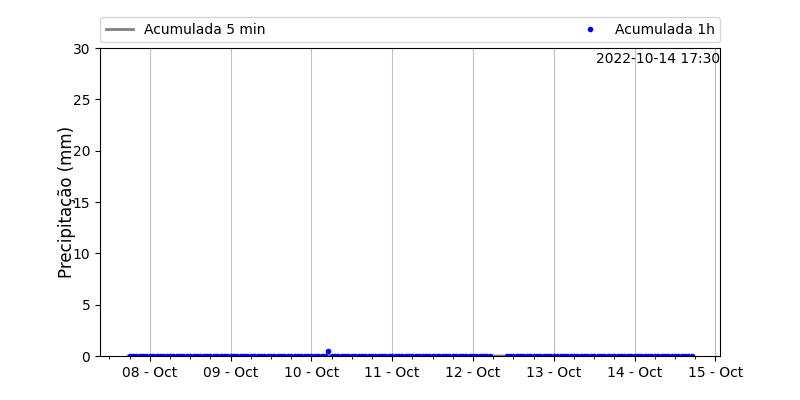 Acumulada 5 min
Acumulada 1h
2022-10-14 17:30
Precipitação (mm)
30
25
20
15
10
5
0
08 - Oct
09 - Oct
10 - Oct
11 - Oct
12 - Oct
13 - Oct
14 - Oct
15 - Oct